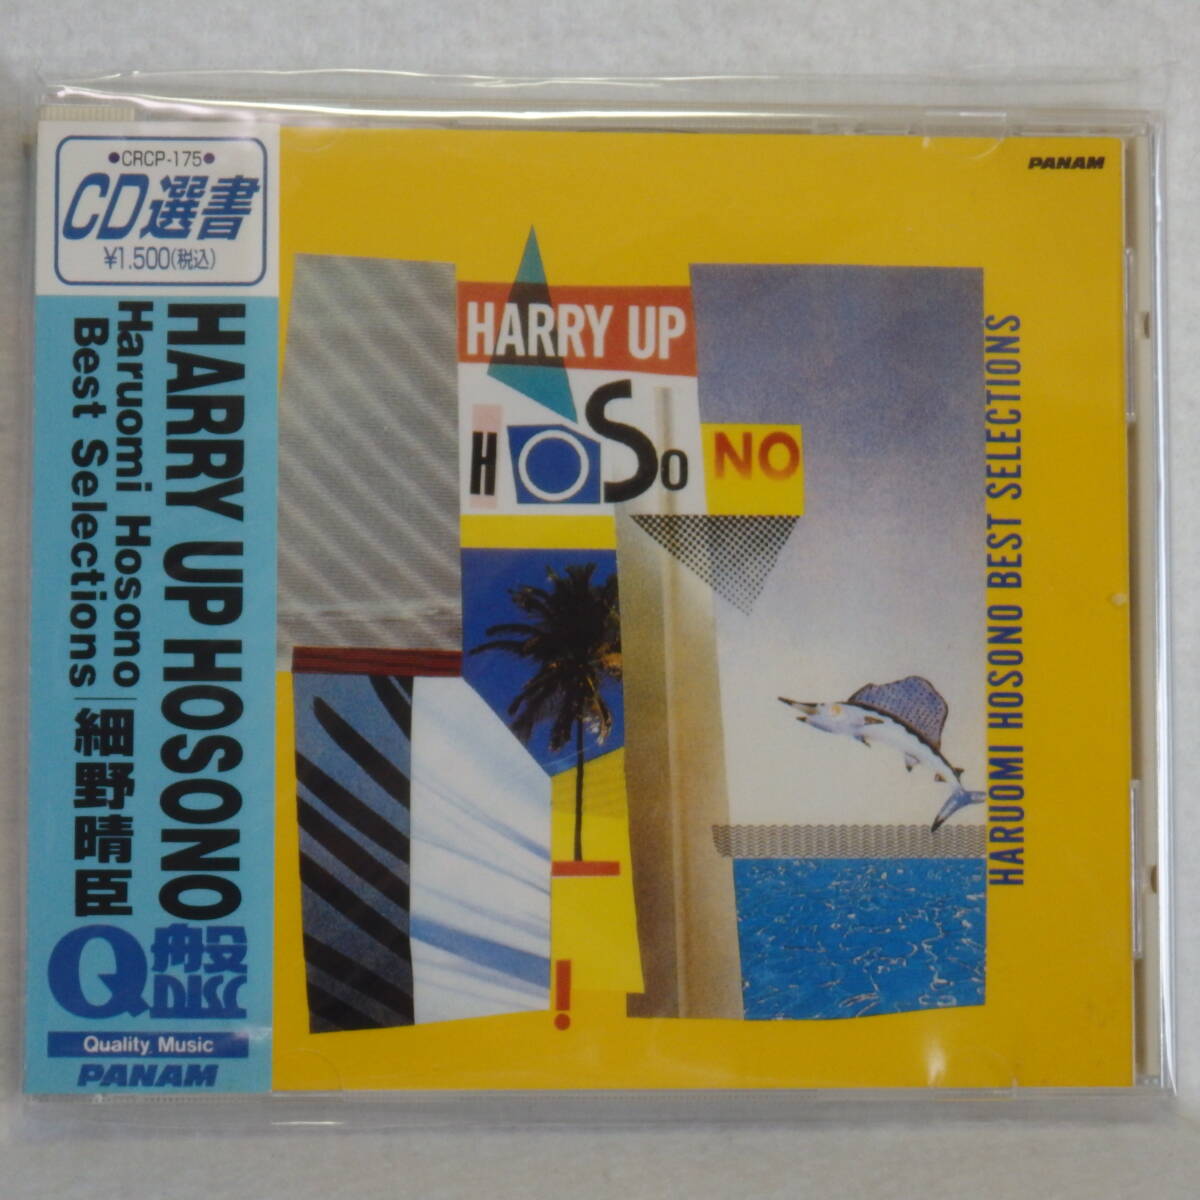 ●CRCP-175●
CD選書
¥1,500(税込)
HARRY UP HOSONO
Haruomi Hosono
Best Selections
細野晴臣
Q盤
Quality Music
PANAM
PANAM
HARRY UP
HOSoNO
HARUOMI HOSONO BEST SELECTIONS
!